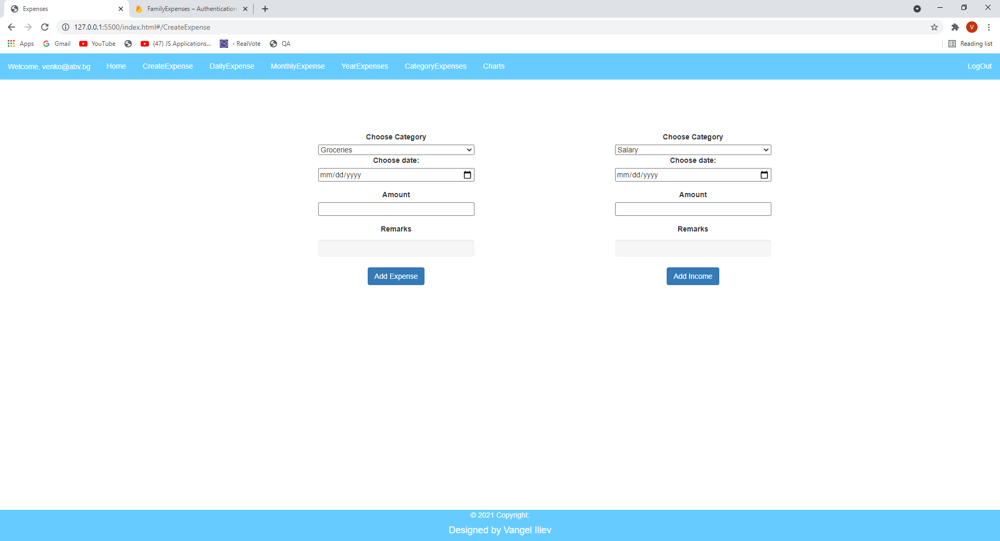 Expenses
FamilyExpenses – Authentication
127.0.0.1:5500/index.html#/CreateExpense
V
Apps Gmail YouTube (47) JS Applications... - RealVote QA Reading list
Welcome, venko@abv.bg Home CreateExpense DailyExpense MonthlyExpense YearExpenses CategoryExpenses Charts LogOut
Choose Category
Groceries
Choose date:
mm/dd/yyyy
Amount
Remarks
Add Expense
Choose Category
Salary
Choose date:
mm/dd/yyyy
Amount
Remarks
Add Income
© 2021 Copyright:
Designed by Vangel Iliev